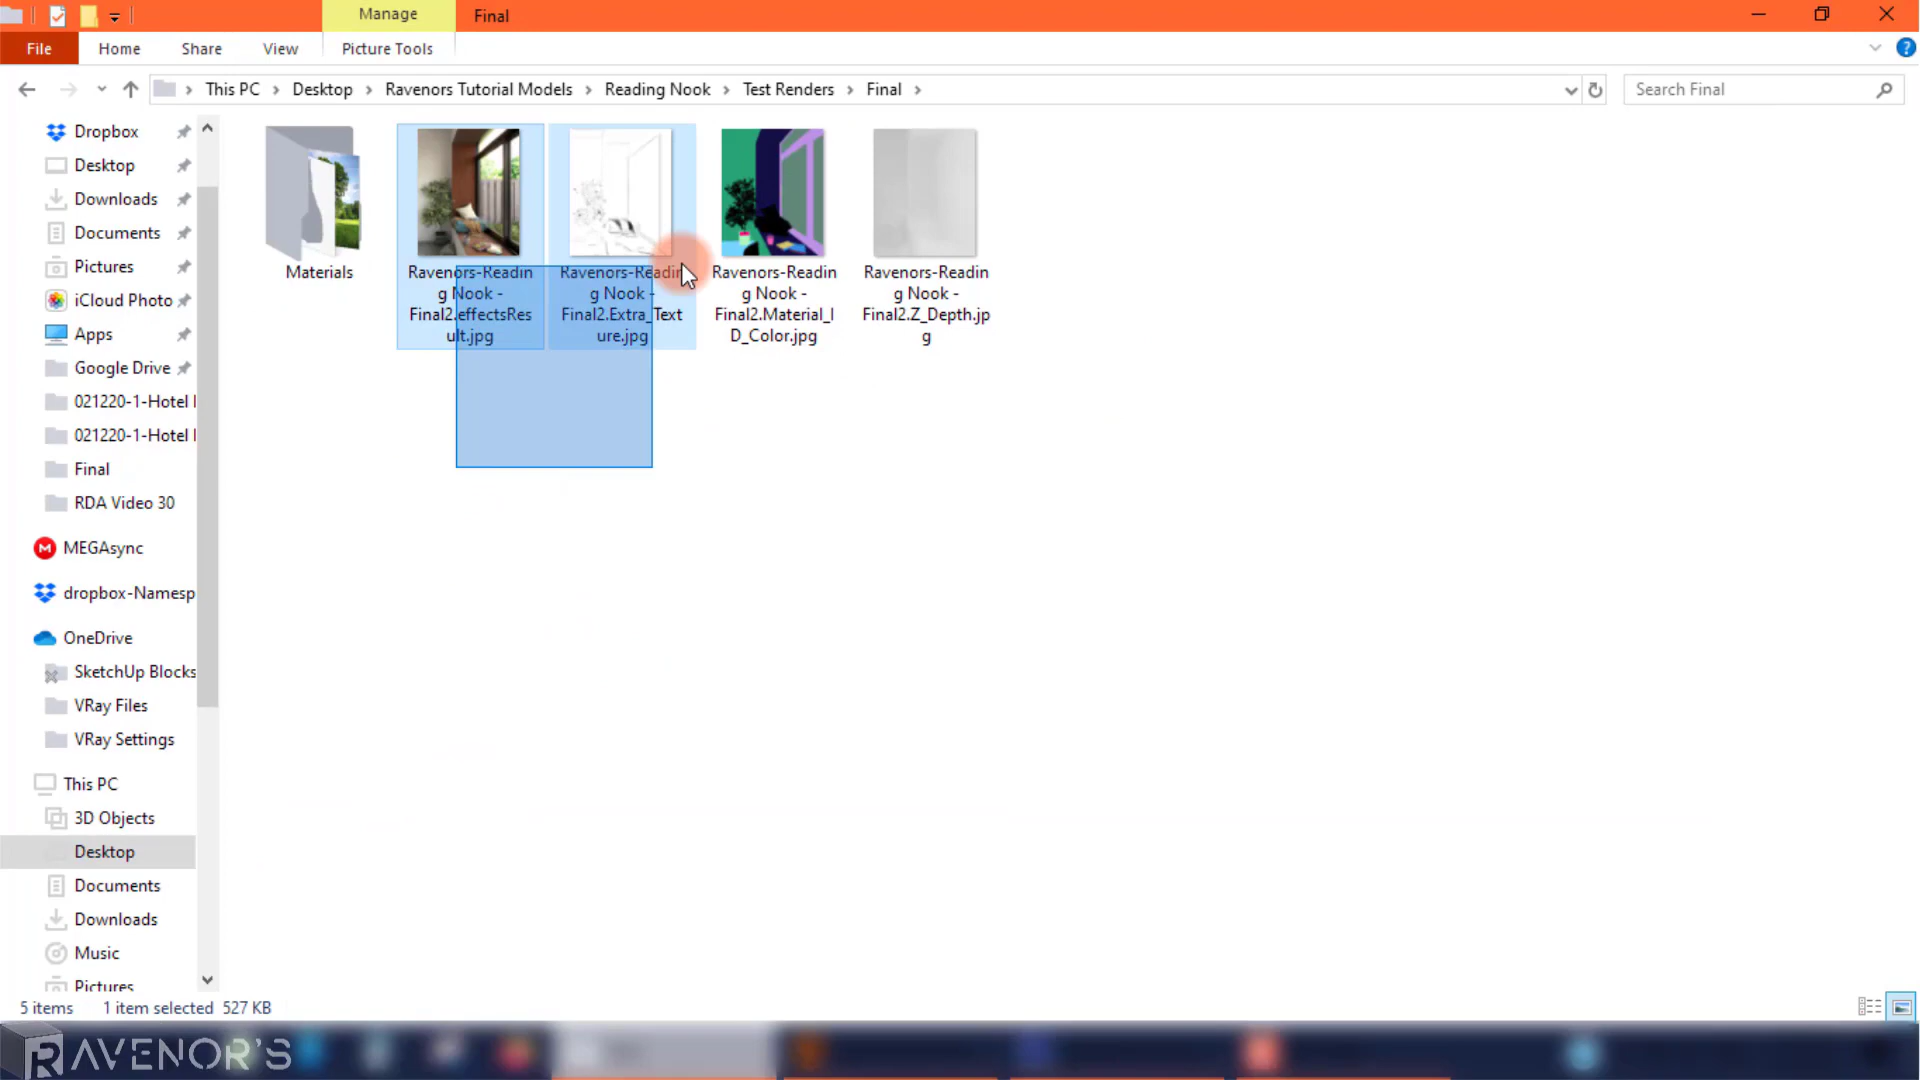 Manage
Final
File
Home
Share
View
Picture Tools
This PC
Desktop
Ravenors Tutorial Models
Reading Nook
Test Renders
Final
Search Final
Dropbox
Desktop
Downloads
Documents
Pictures
iCloud Photo
Apps
Google Drive
021220-1-Hotel
021220-1-Hotel
Final
RDA Video 30
MEGAsync
dropbox-Namesp
OneDrive
SketchUp Blocks
VRay Files
VRay Settings
This PC
3D Objects
Desktop
Documents
Downloads
Music
Pictures
Materials
Ravenors-Readin
g Nook -
Final2.effectsRes
ult.jpg
Ravenors-Readin
g Nook -
Final2.Extra_Text
ure.jpg
Ravenors-Readin
g Nook -
Final2.Material_I
D_Color.jpg
Ravenors-Readin
g Nook -
Final2.Z_Depth.jp
g
5 items
1 item selected 527 KB
RAVENOR'S